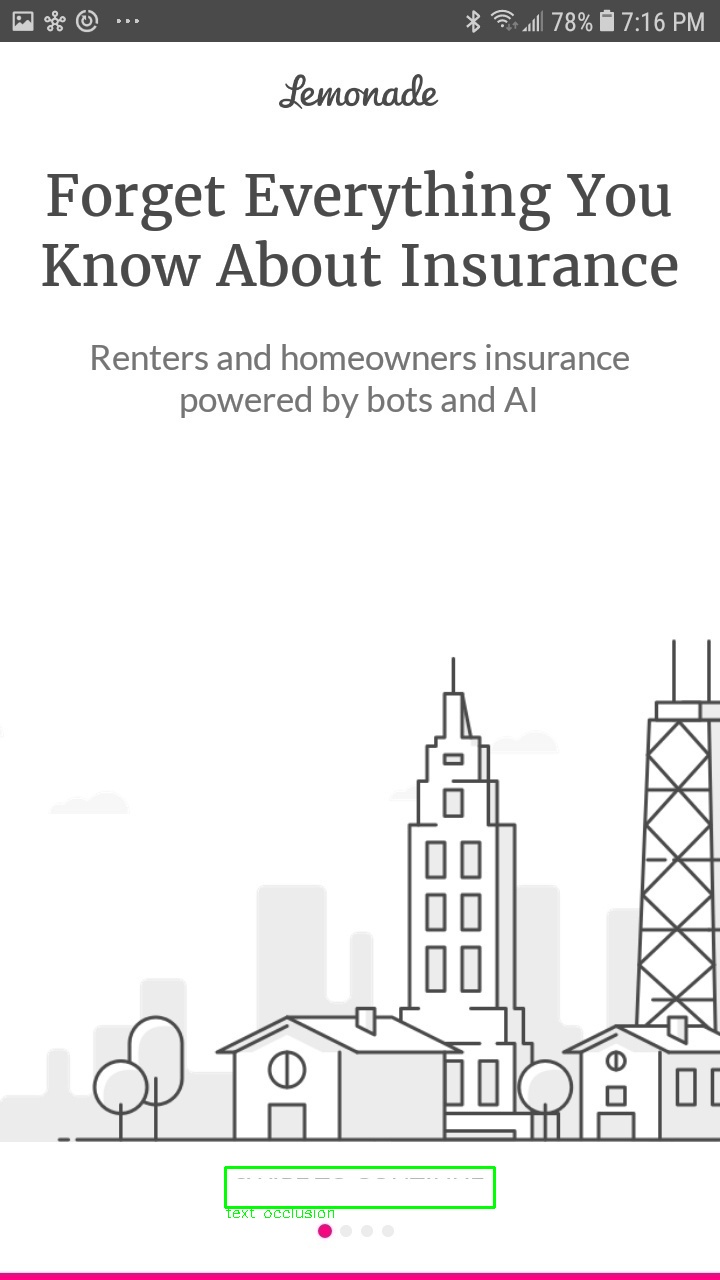 78% 7:16 PM
Lemonade
Forget Everything You
Know About Insurance
Renters and homeowners insurance
powered by bots and AI
text occlusion